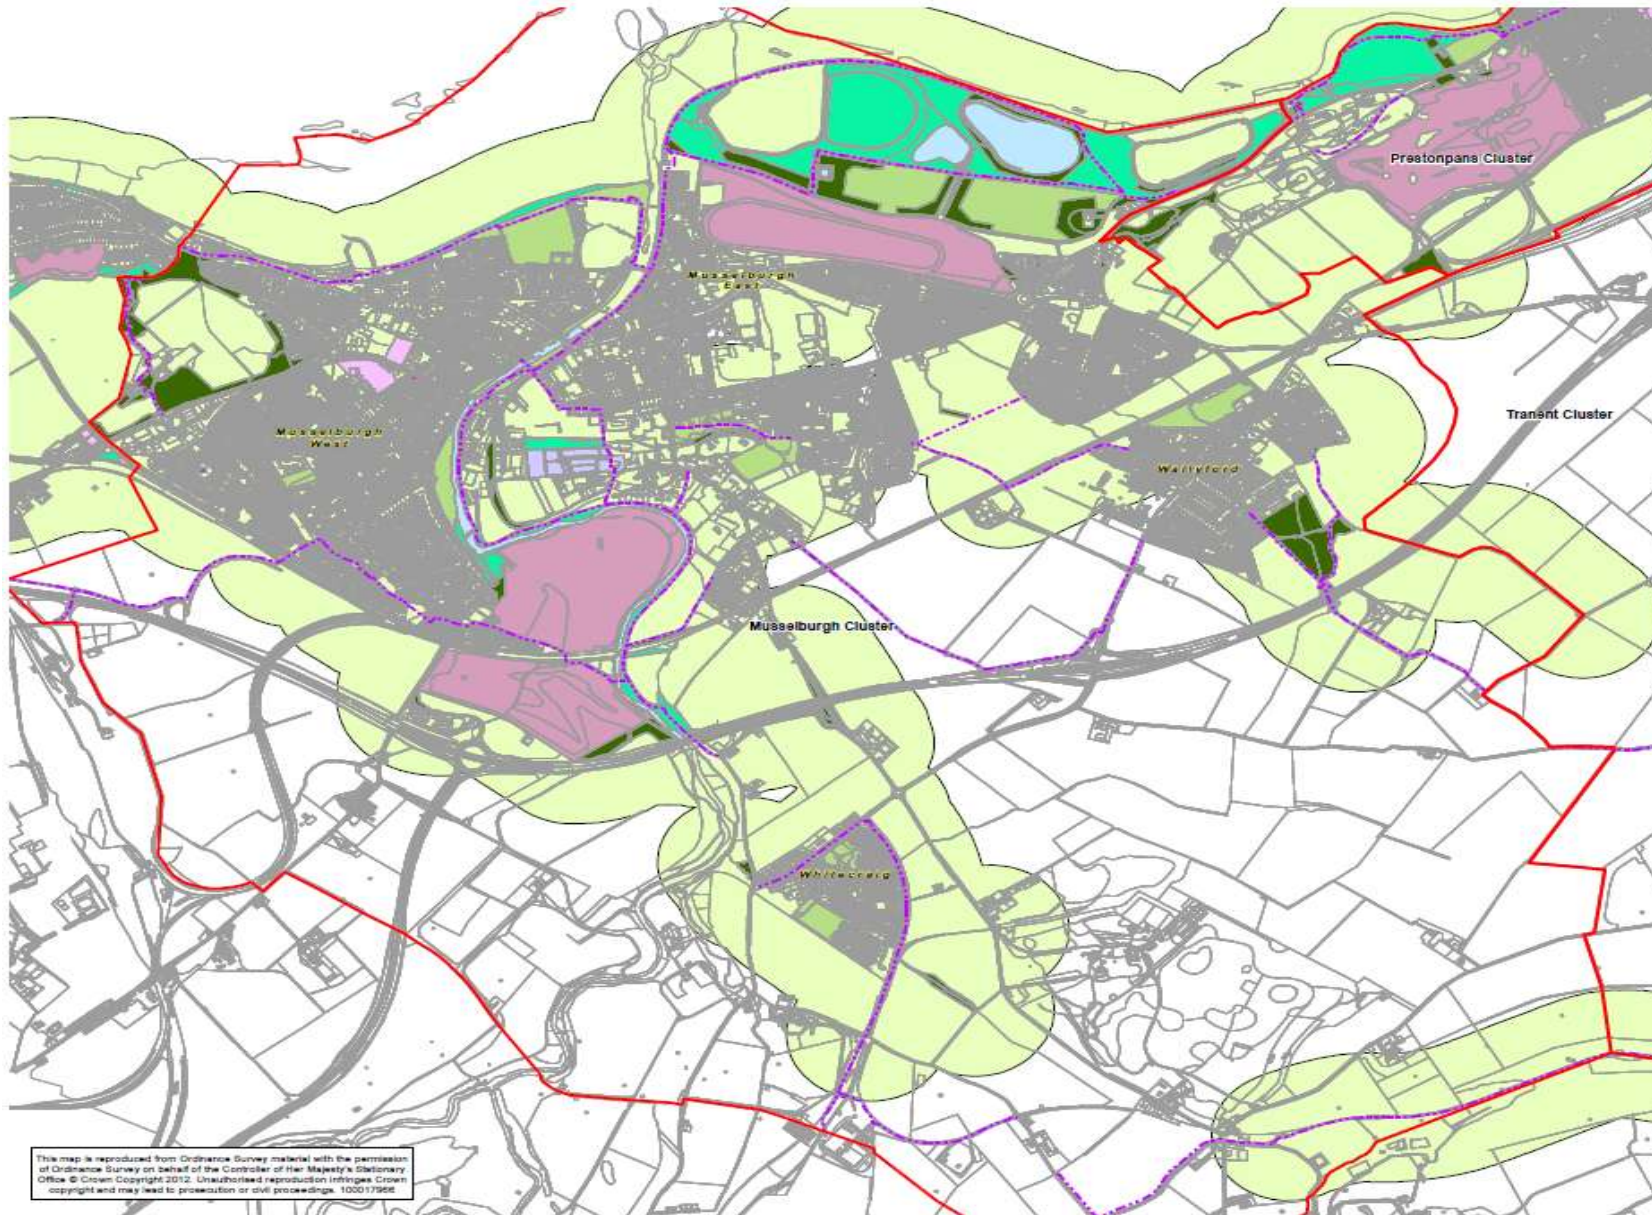 Prestonpans Cluster
Musselburgh
East
Tranent Cluster
Musselburgh
West
Wallyford
Musselburgh Cluster
Whitecraig
This map is reproduced from Ordnance Survey material with the permission
of Ordnance Survey on behalf of the Controller of Her Majesty's Stationary
Office © Crown Copyright 2012. Unauthorised reproduction infringes Crown
copyright and may lead to prosecution or civil proceedings. 100017966